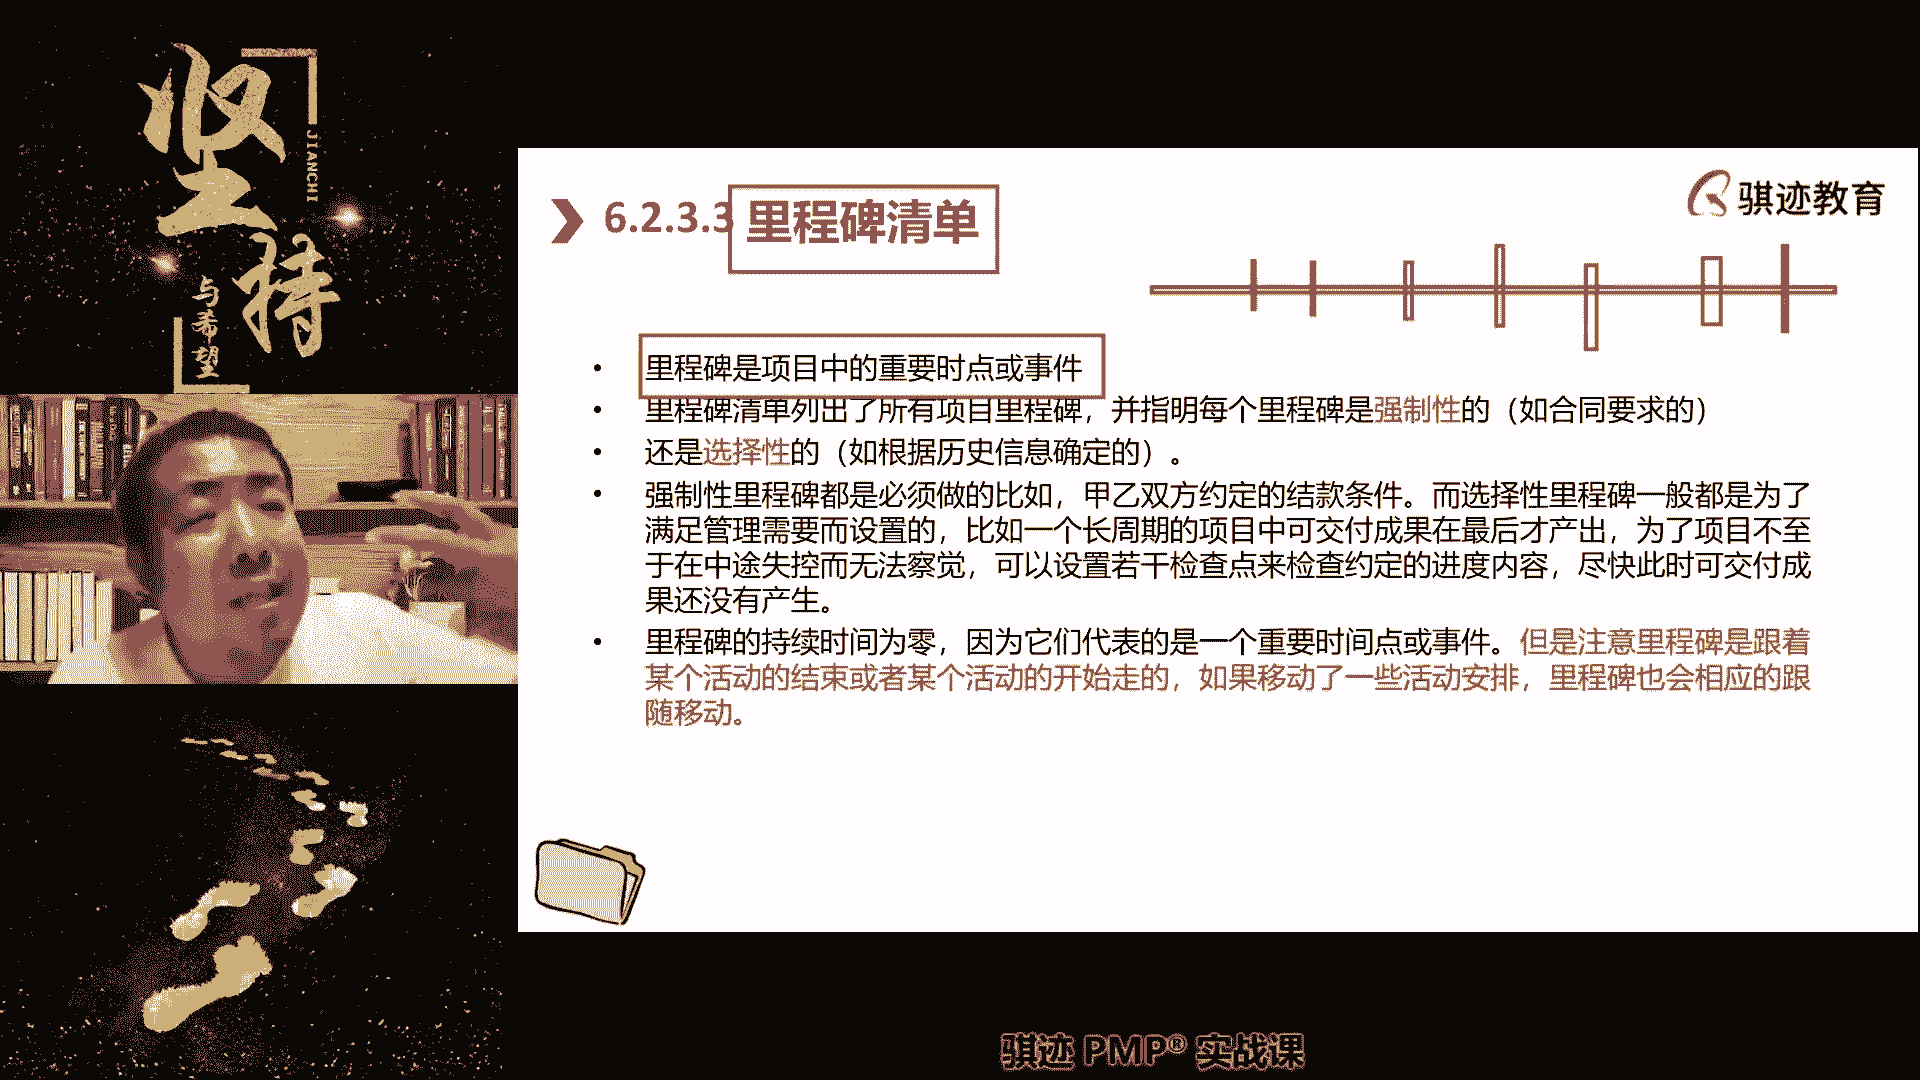 坚持
JIANCHI
与希望
6.2.3.3 里程碑清单
骐迹教育
• 里程碑是项目中的重要时点或事件
• 里程碑清单列出了所有项目里程碑，并指明每个里程碑是强制性的（如合同要求的）
• 还是选择性的（如根据历史信息确定的）。
• 强制性里程碑都是必须做的比如，甲乙双方约定的结款条件。而选择性里程碑一般都是为了
满足管理需要而设置的，比如一个长周期的项目中可交付成果在最后才产出，为了项目不至
于在中途失控而无法察觉，可以设置若干检查点来检查约定的进度内容，尽快此时可交付成
果还没有产生。
• 里程碑的持续时间为零，因为它们代表的是一个重要时间点或事件。但是注意里程碑是跟着
某个活动的结束或者某个活动的开始走的，如果移动了一些活动安排，里程碑也会相应的跟
随移动。
骐迹 PMP® 实战课